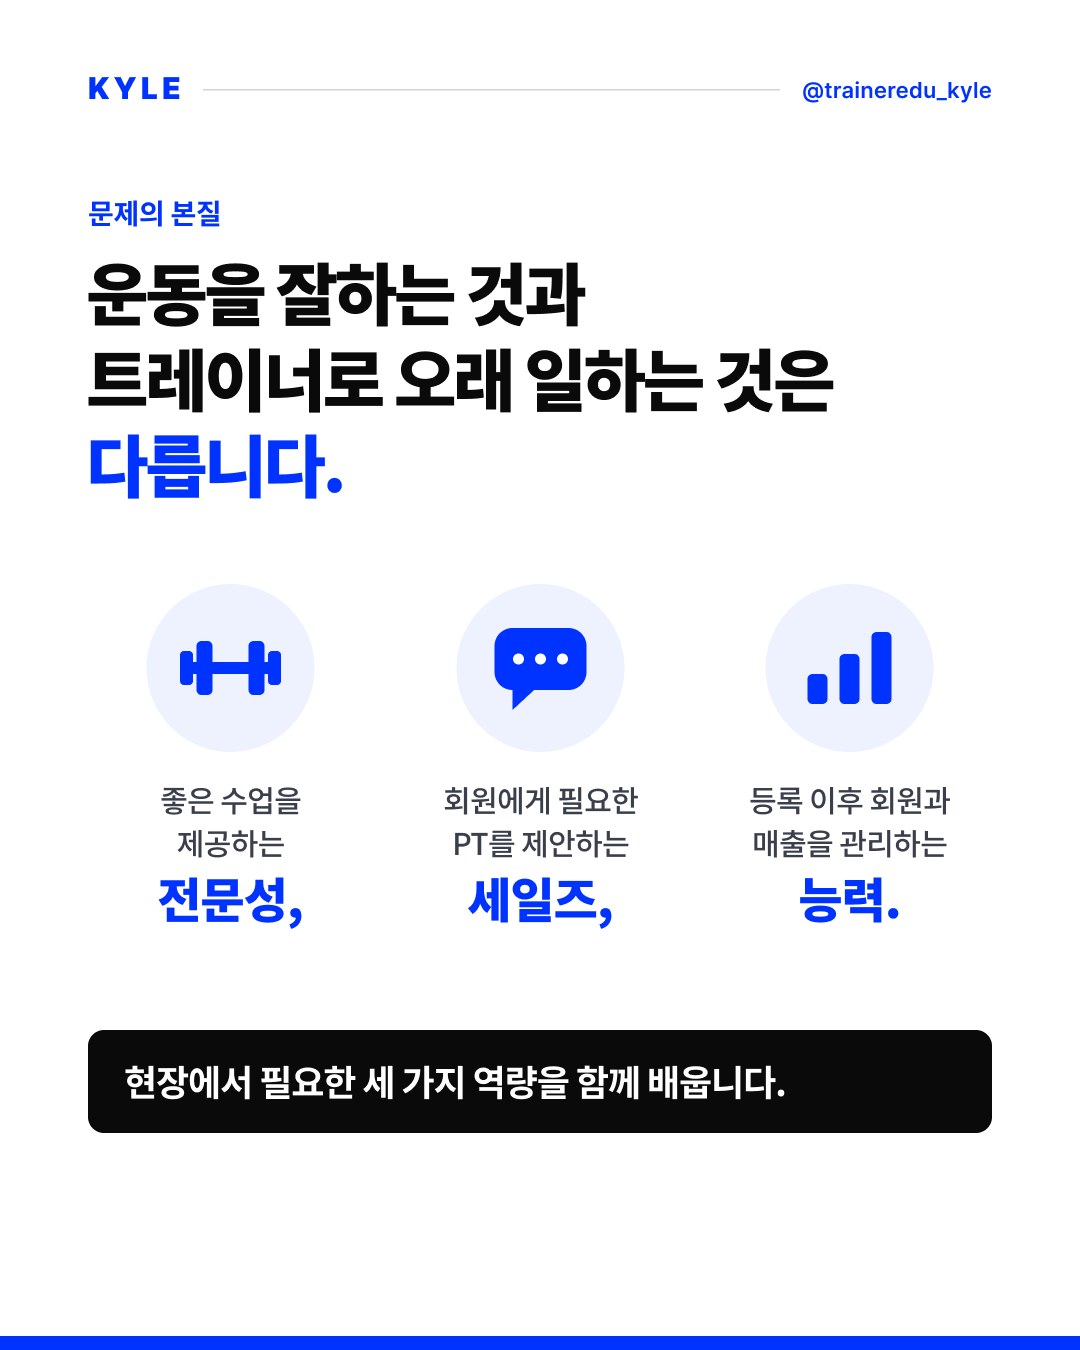 KYLE
@traineredu_kyle
문제의 본질
운동을 잘하는 것과
트레이너로 오래 일하는 것은
다릅니다.
좋은 수업을
제공하는
전문성,
회원에게 필요한
PT를 제안하는
세일즈,
등록 이후 회원과
매출을 관리하는
능력.
현장에서 필요한 세 가지 역량을 함께 배웁니다.